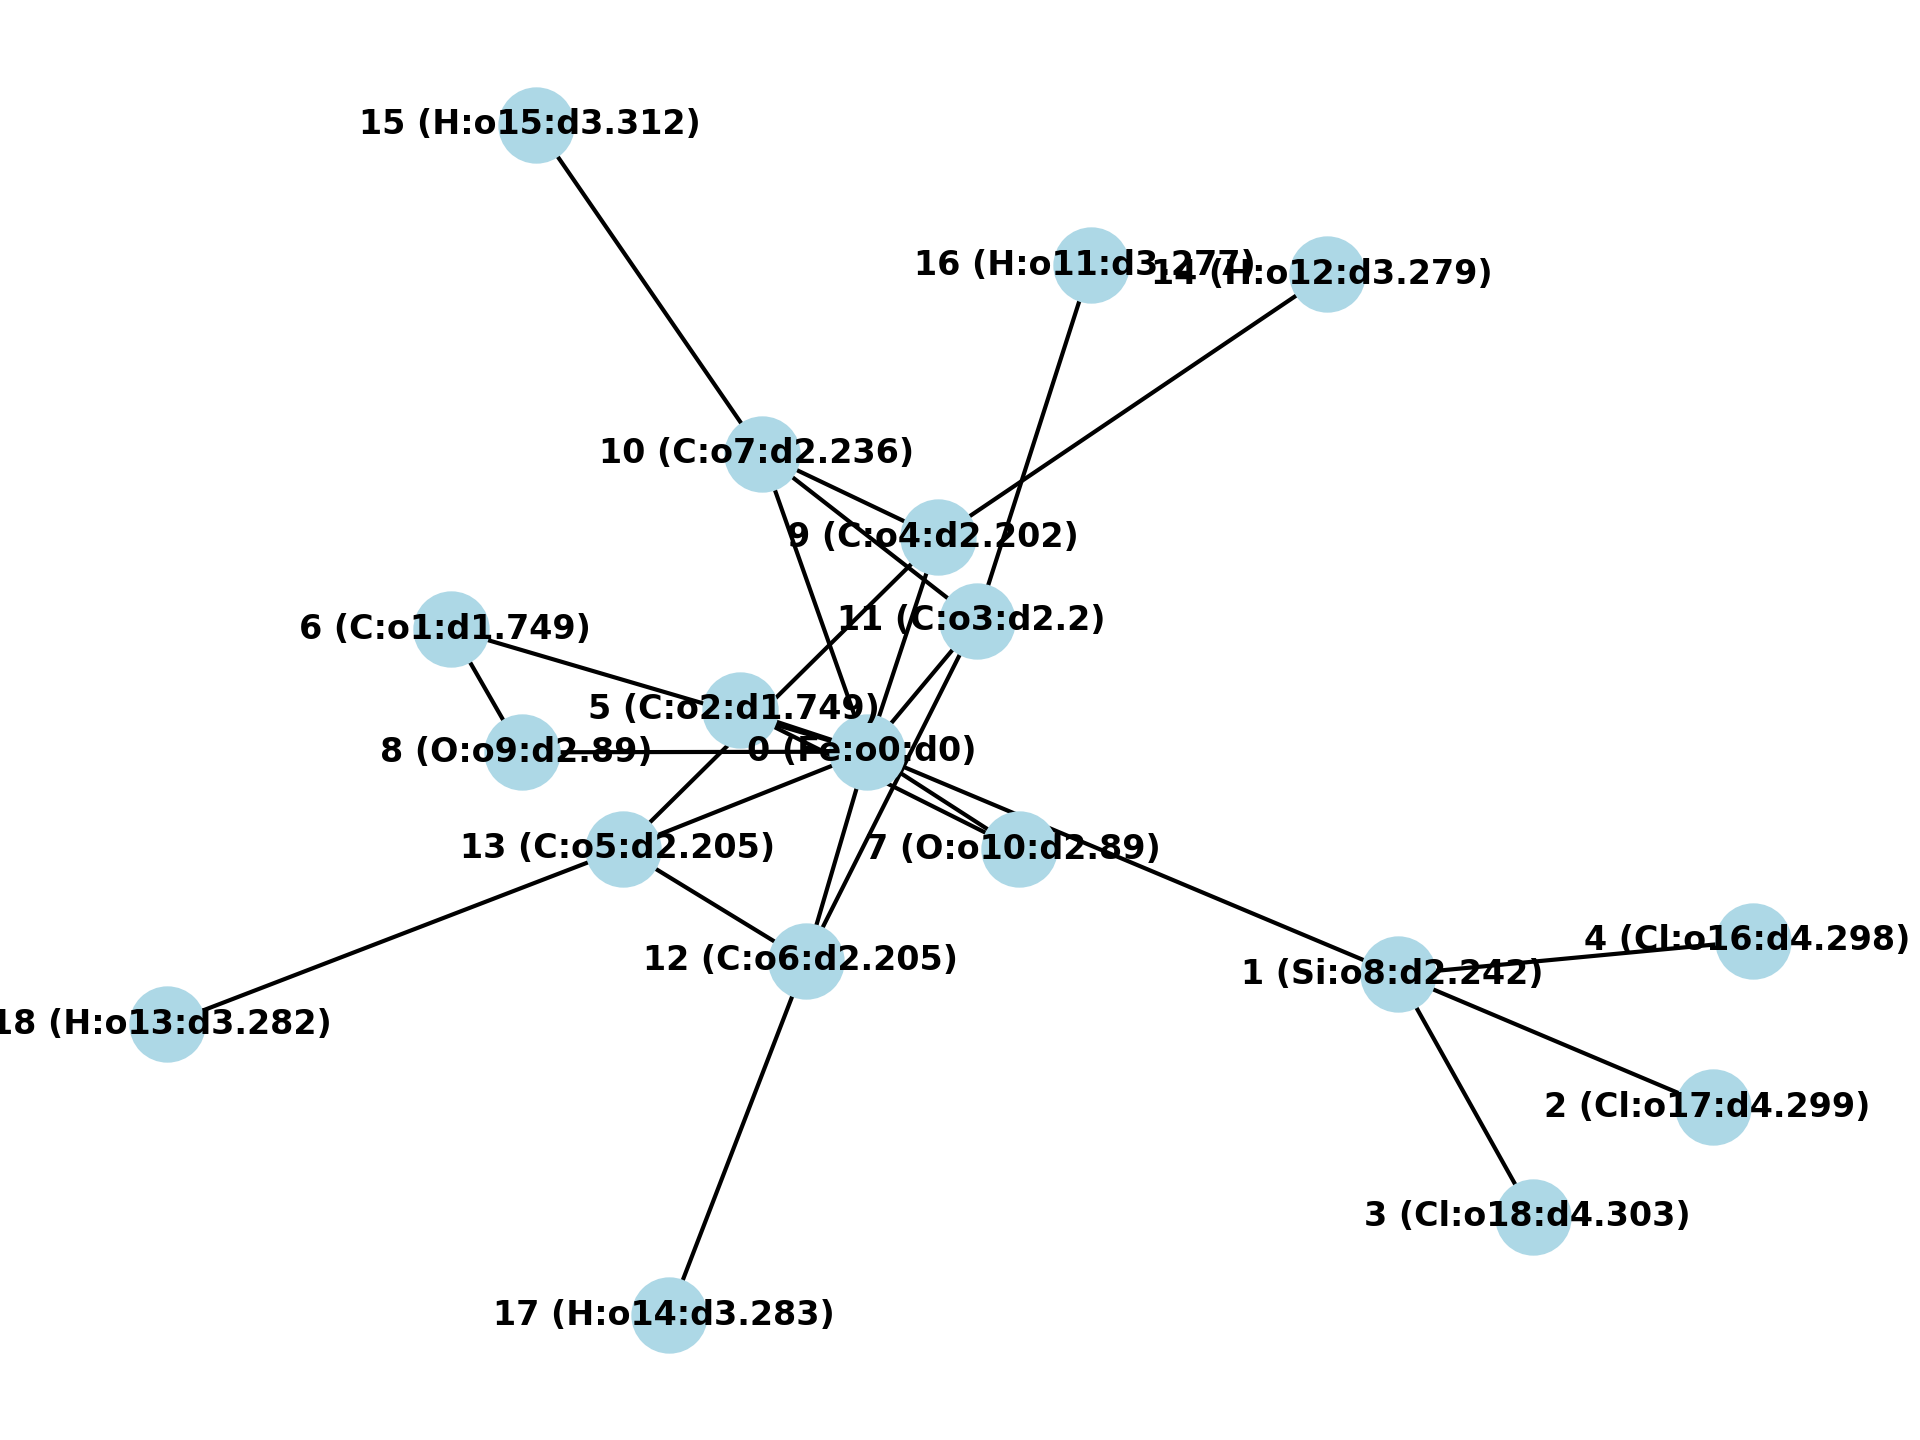 15 (H:o15:d3.312)
16 (H:o11:d3.277)
14 (H:o12:d3.279)
10 (C:o7:d2.236)
9 (C:o4:d2.202)
11 (C:o3:d2.2)
6 (C:o1:d1.749)
5 (C:o2:d1.749)
8 (O:o9:d2.89)
0 (Fe:o0:d0)
13 (C:o5:d2.205)
7 (O:o10:d2.89)
4 (Cl:o16:d4.298)
12 (C:o6:d2.205)
1 (Si:o8:d2.242)
18 (H:o13:d3.282)
2 (Cl:o17:d4.299)
3 (Cl:o18:d4.303)
17 (H:o14:d3.283)